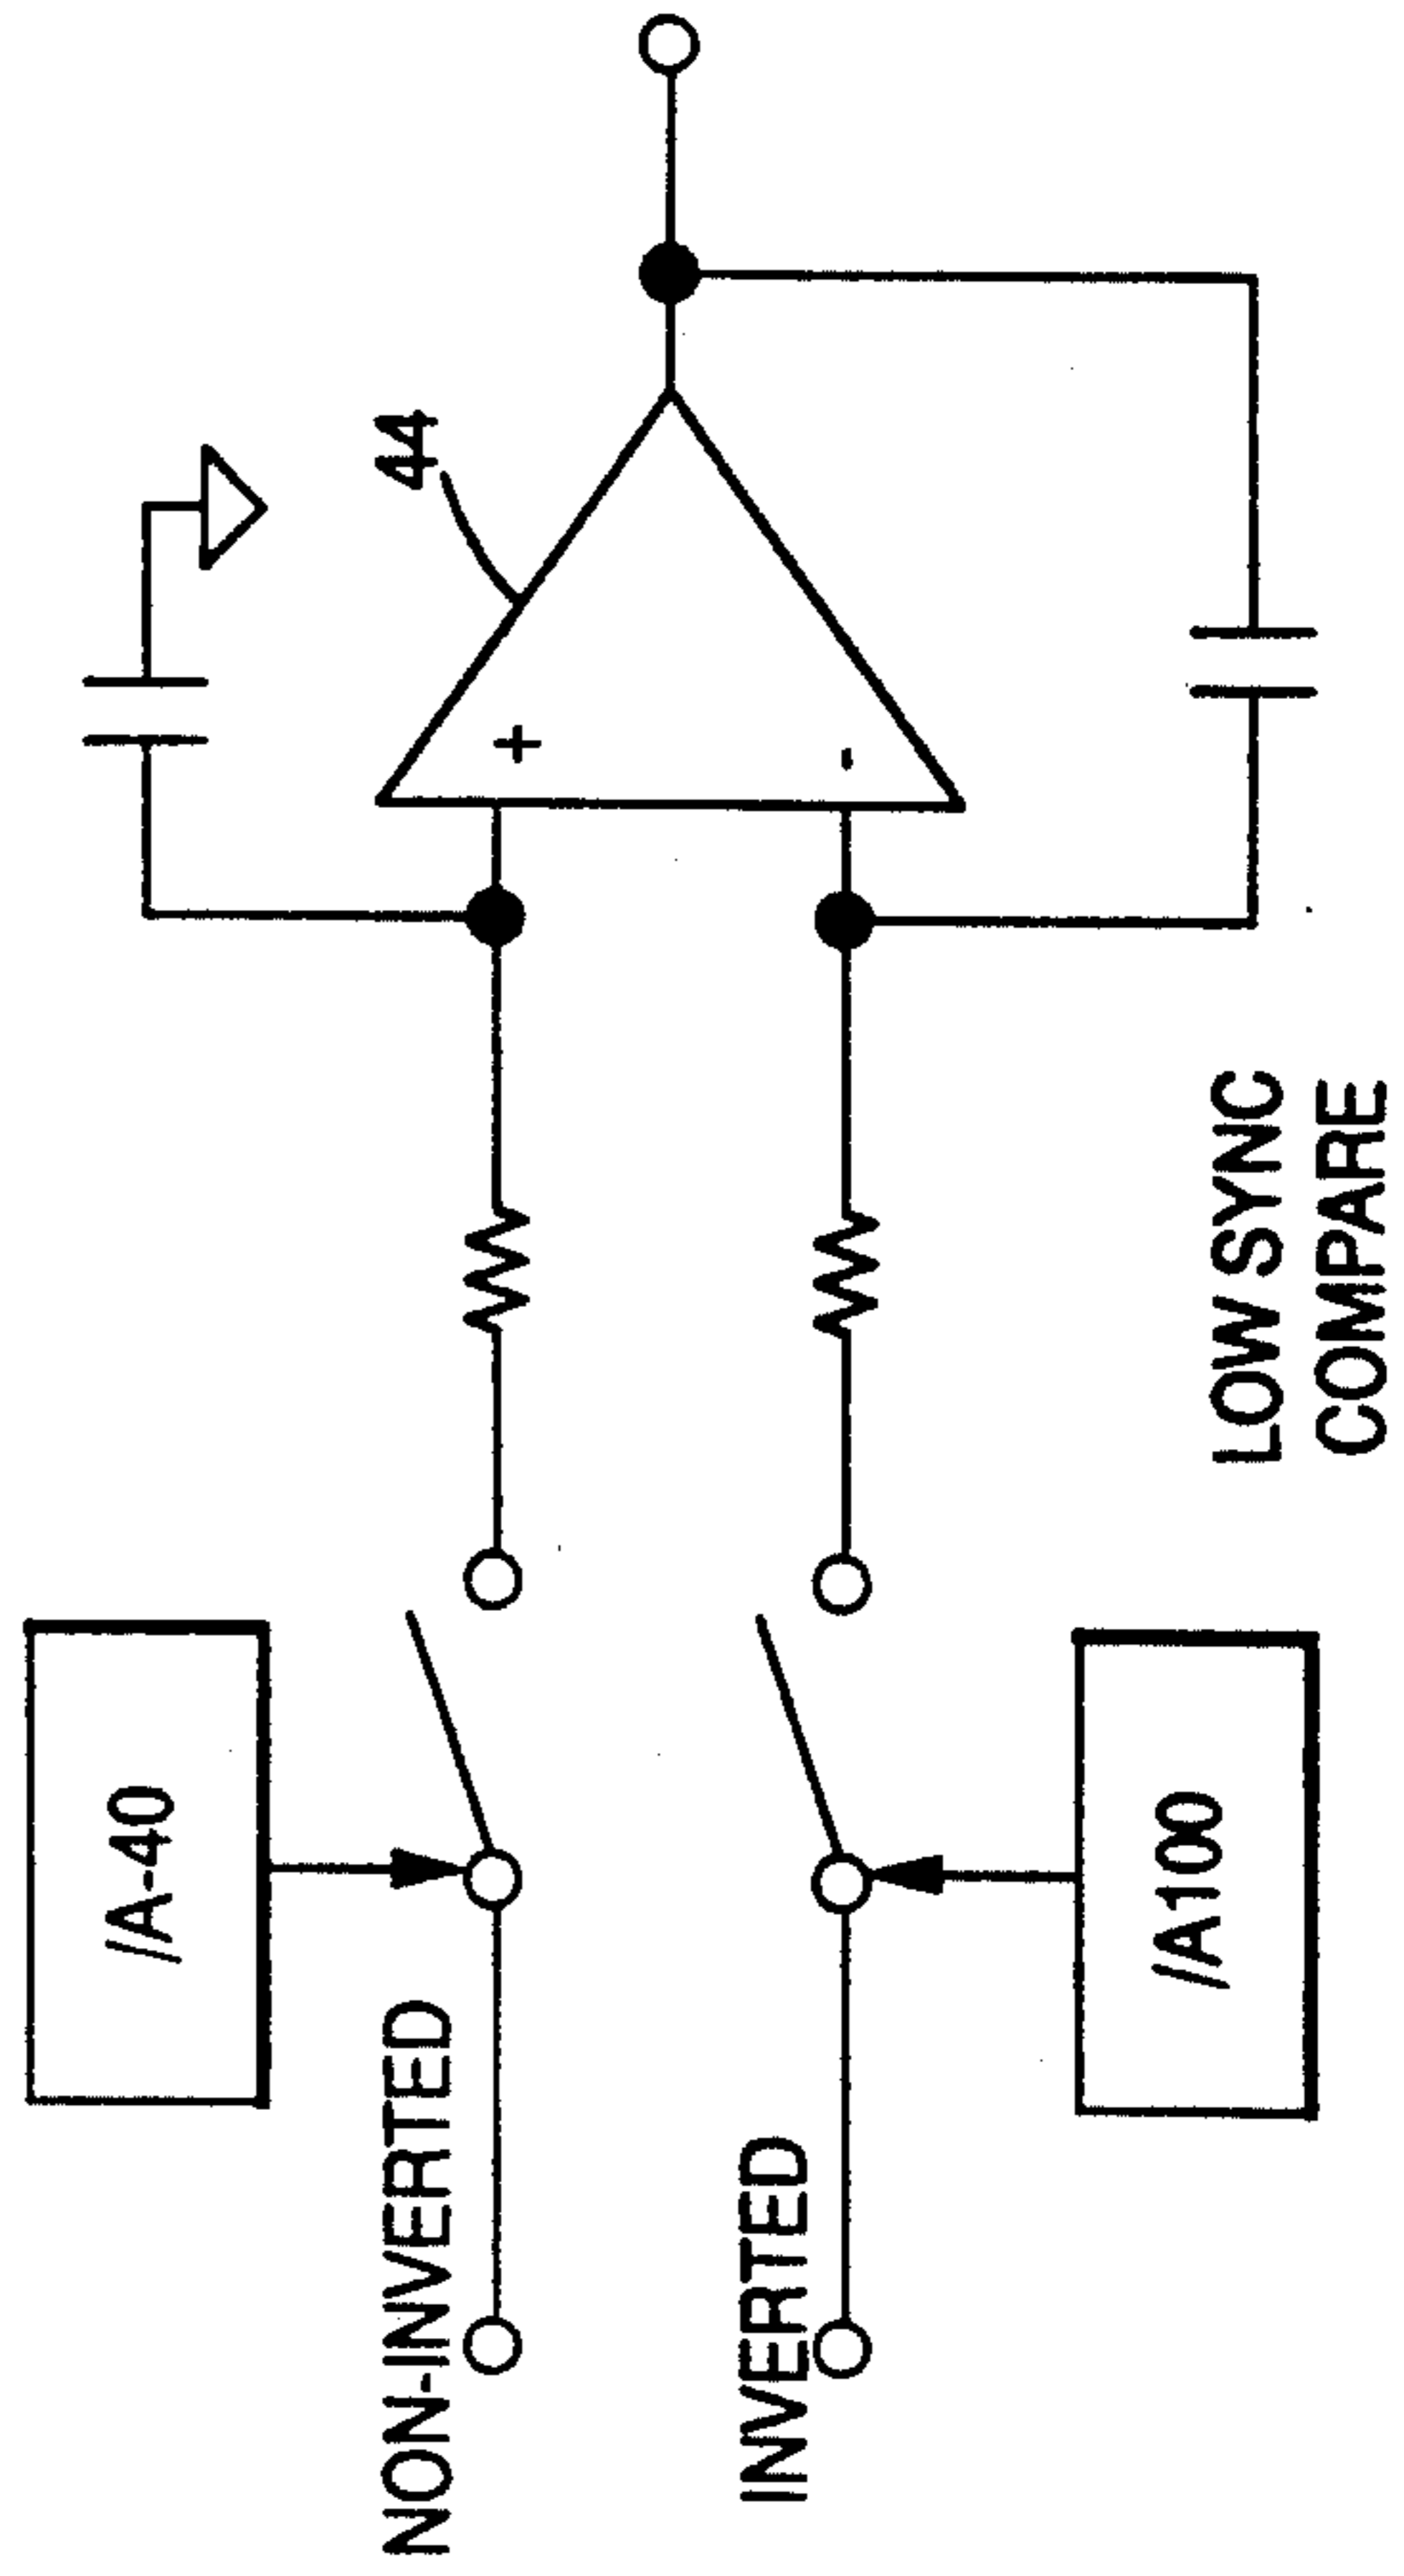 /A-40
NON-INVERTED
44
+
-
INVERTED
/A100
LOW SYNC
COMPARE